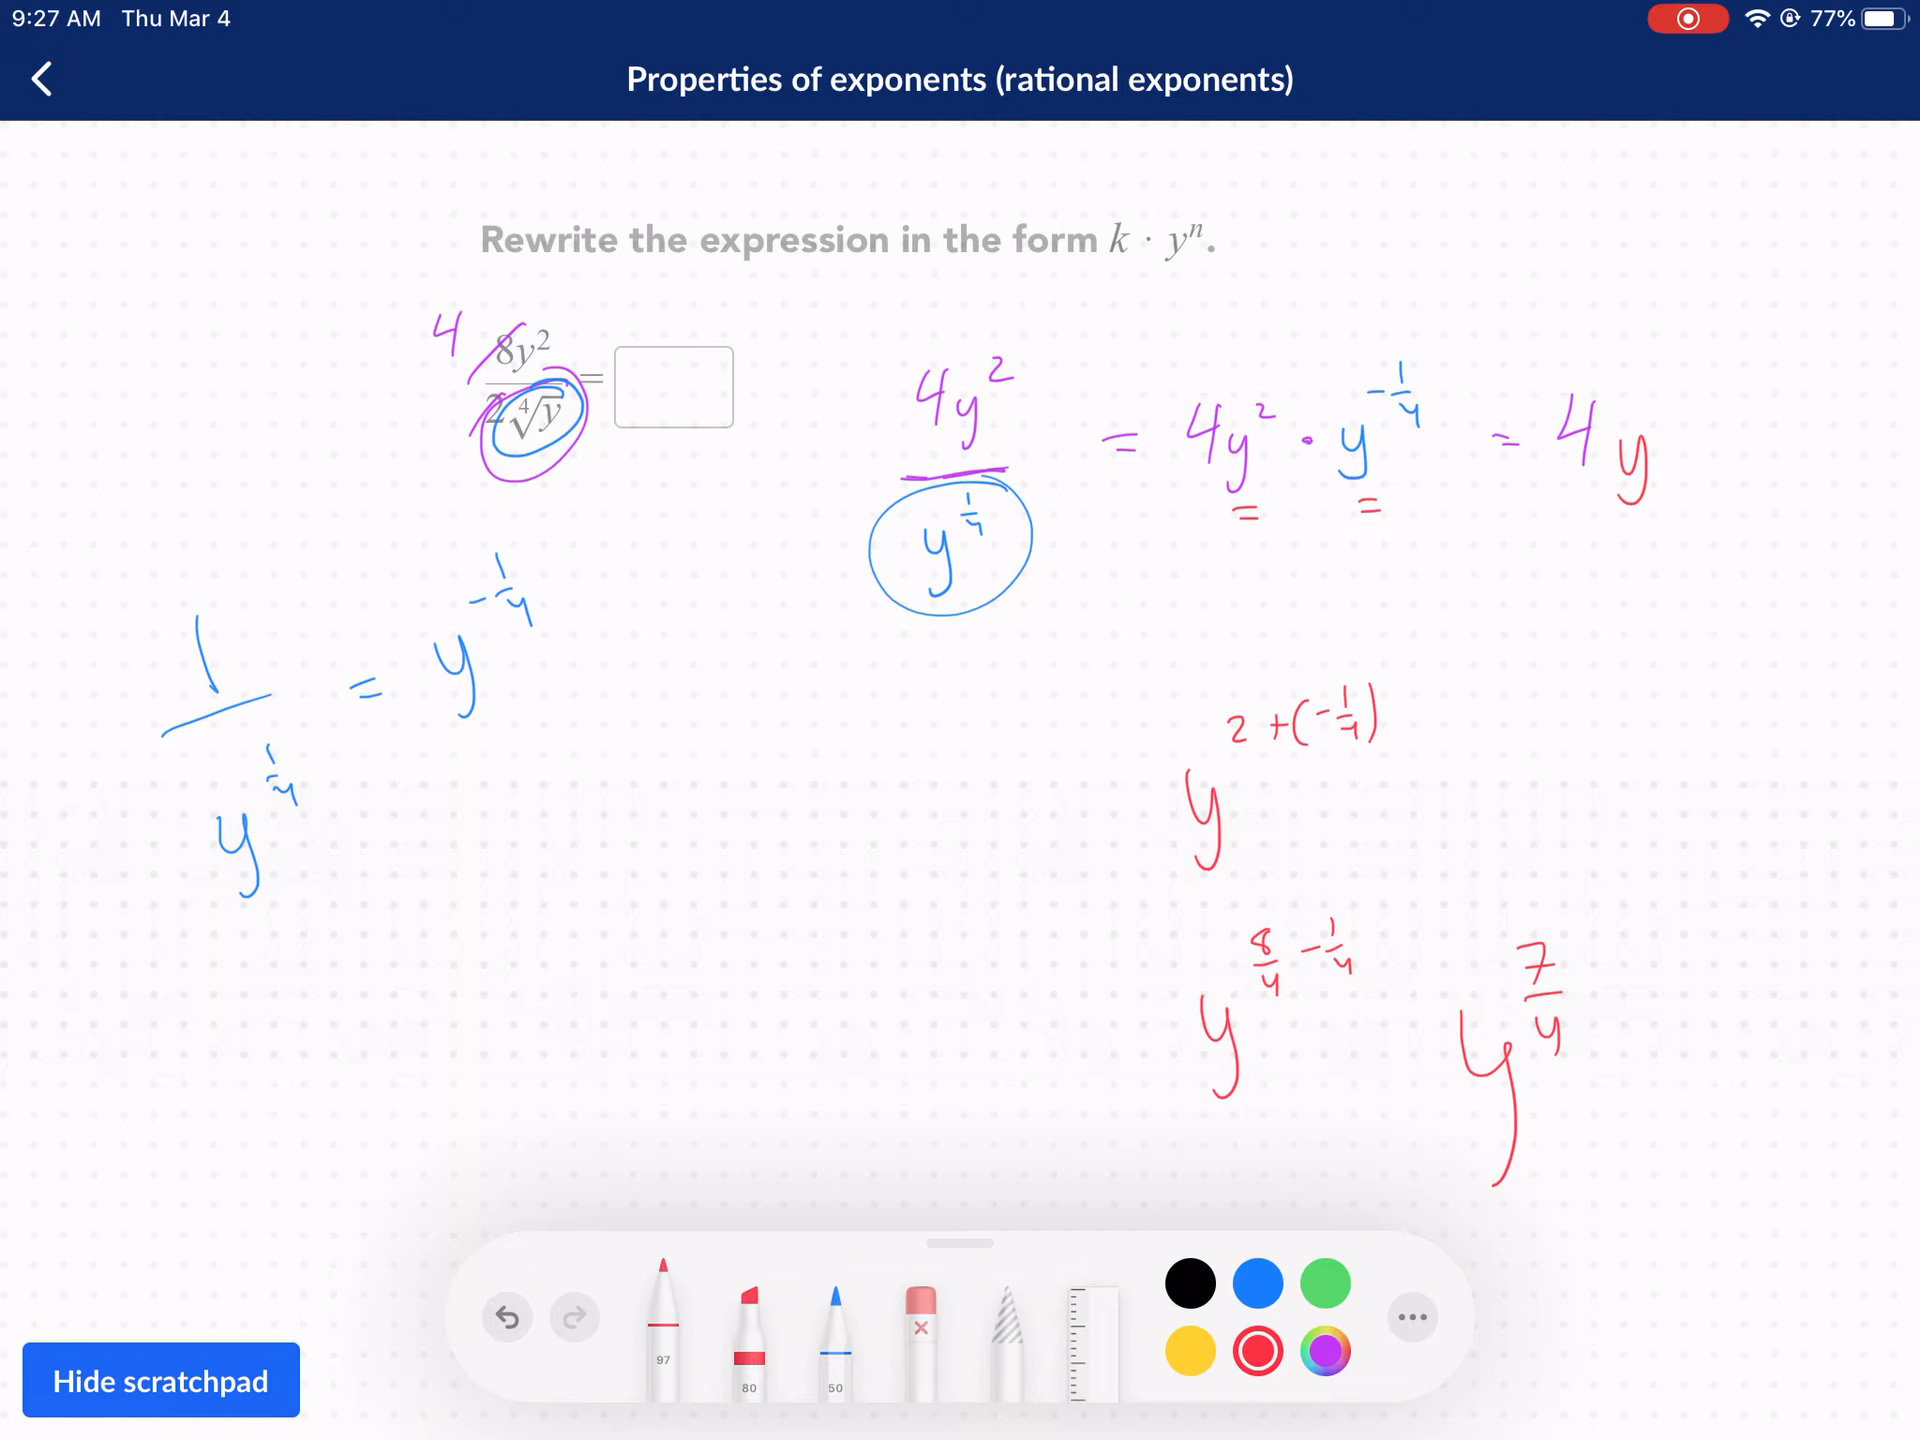 9:27 AM Thu Mar 4 77%
Properties of exponents (rational exponents)
Rewrite the expression in the form k · yⁿ.
4 8y² / 2∜y =
4y² / y^(1/4) = 4y² · y^(-1/4) = 4y
1 / y^(1/4) = y^(-1/4)
y^(2+(-1/4))
y^(8/4 - 1/4) y^(7/4)
97 80 50
Hide scratchpad